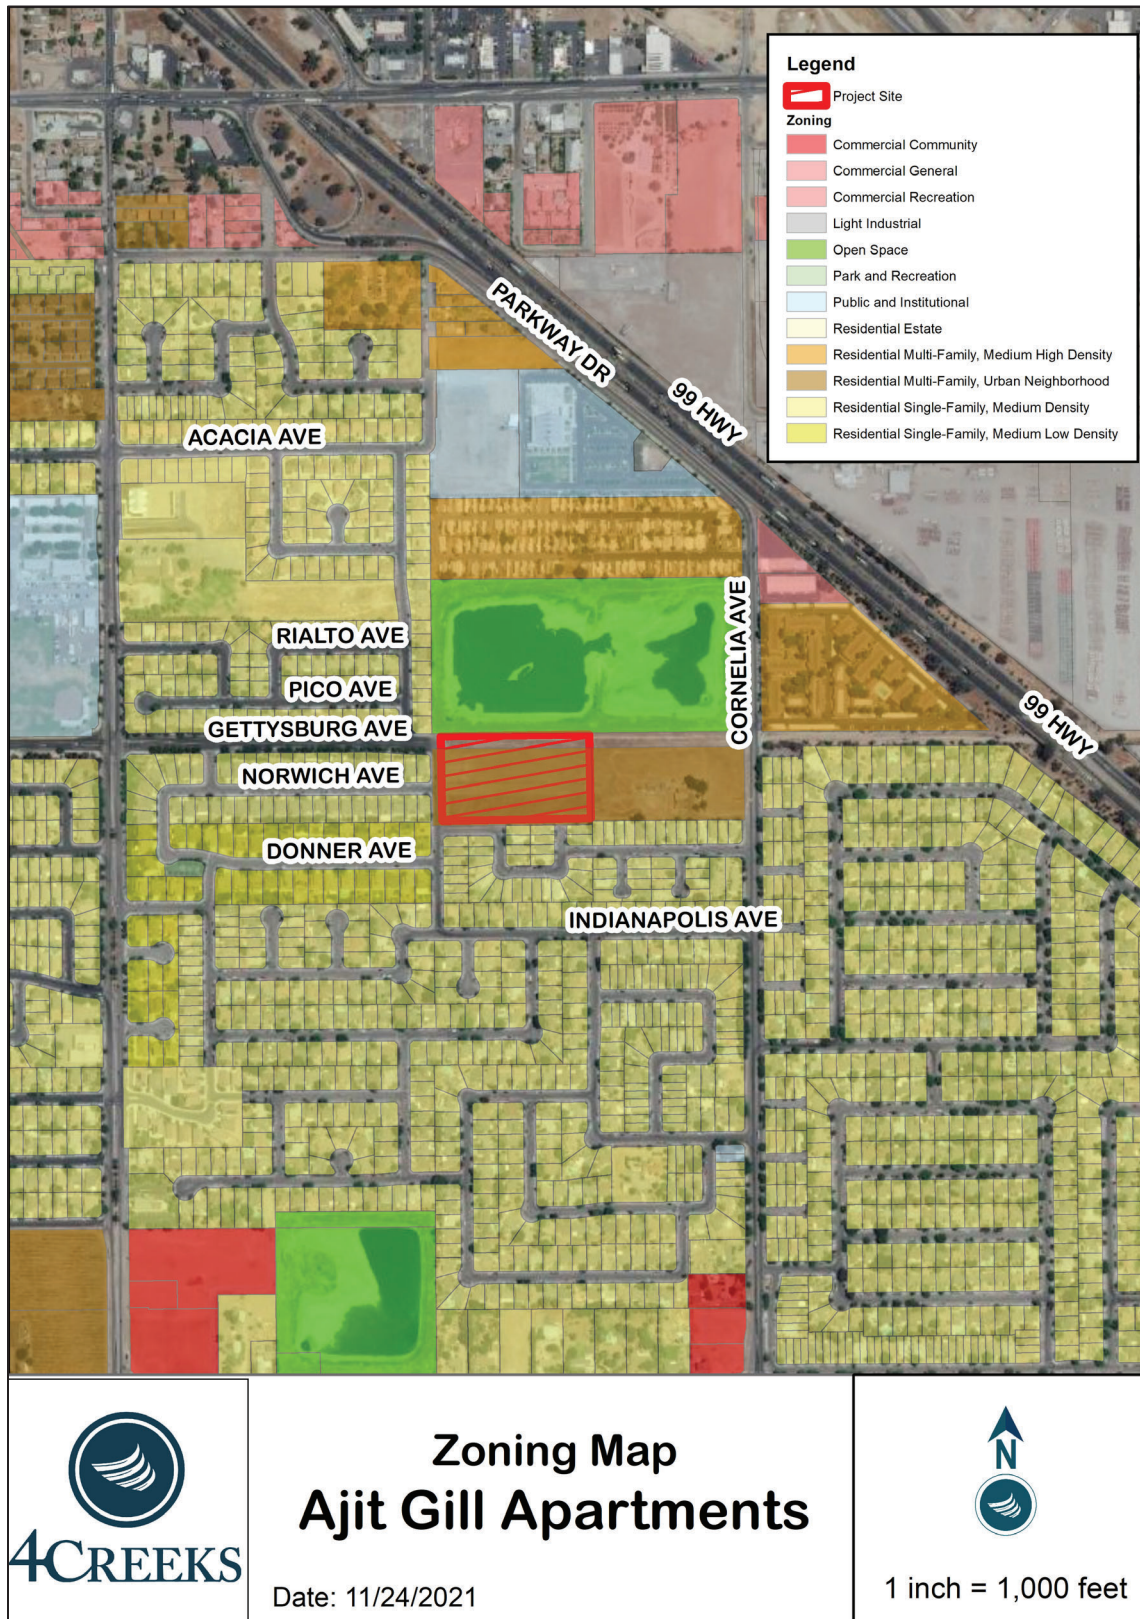 Legend
Project Site
Zoning
Commercial Community
Commercial General
Commercial Recreation
Light Industrial
Open Space
Park and Recreation
Public and Institutional
Residential Estate
Residential Multi-Family, Medium High Density
Residential Multi-Family, Urban Neighborhood
Residential Single-Family, Medium Density
Residential Single-Family, Medium Low Density
PARKWAY DR
99 HWY
ACACIA AVE
CORNELIA AVE
RIALTO AVE
PICO AVE
GETTYSBURG AVE
99 HWY
NORWICH AVE
DONNER AVE
INDIANAPOLIS AVE
4CREEKS
Zoning Map
Ajit Gill Apartments
Date: 11/24/2021
N
1 inch = 1,000 feet